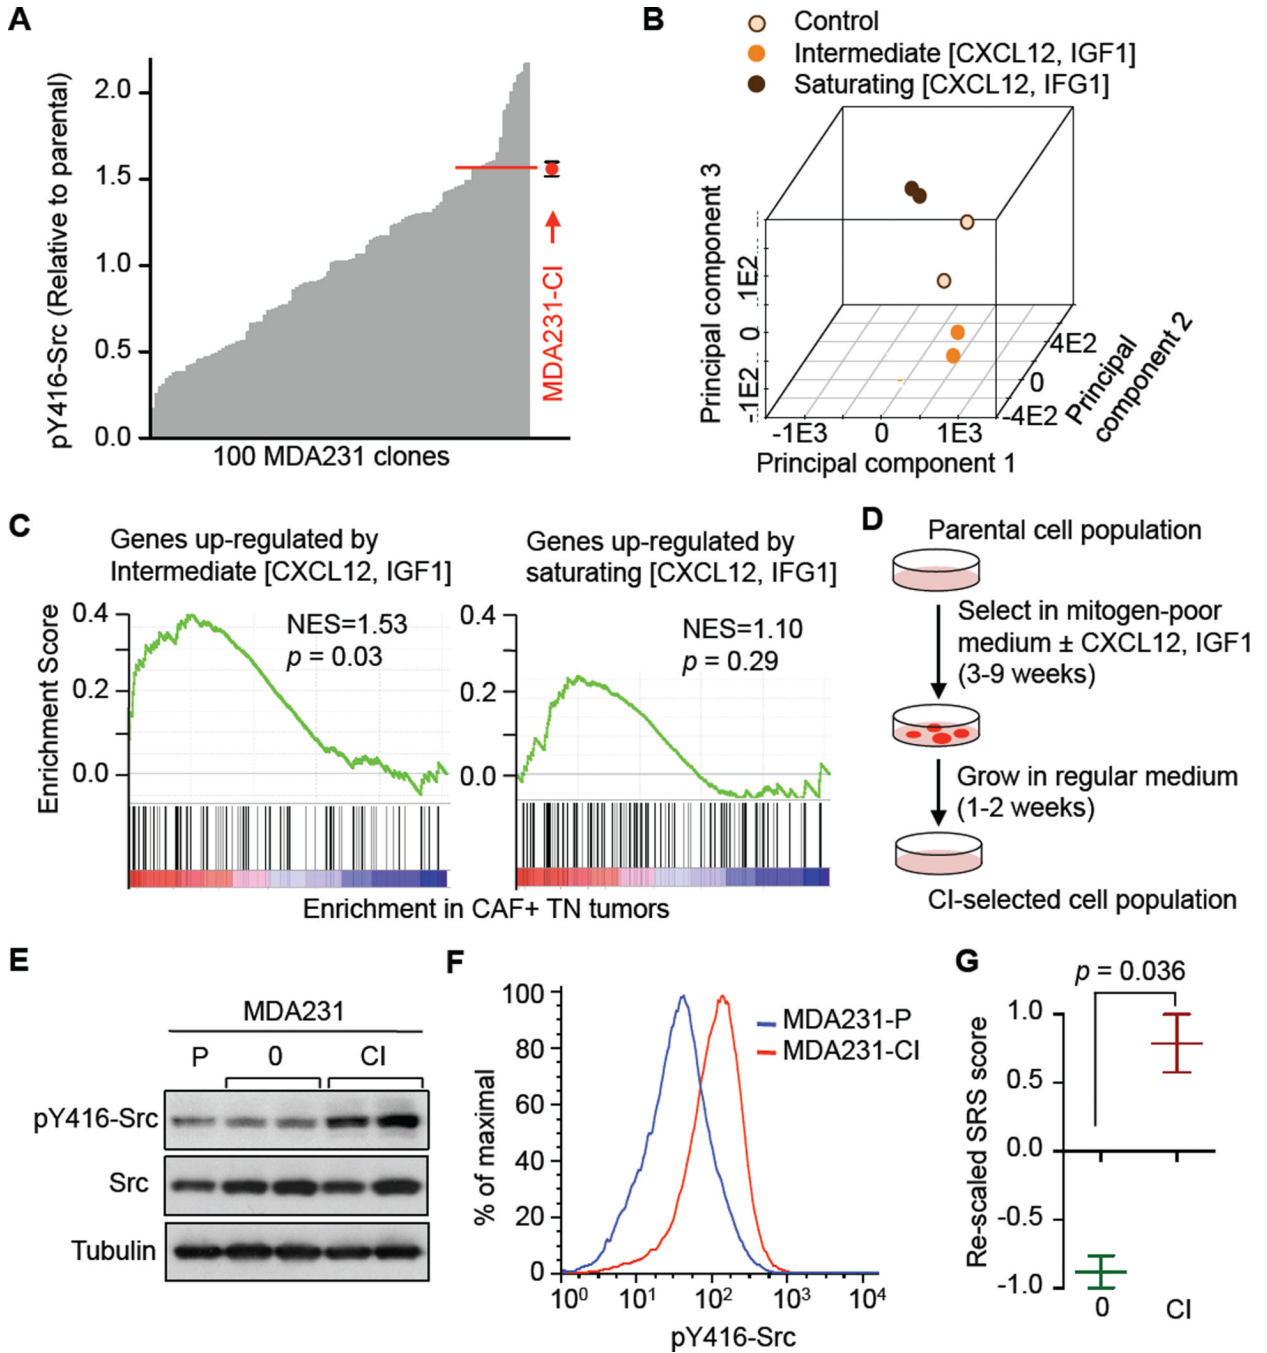 A
pY416-Src (Relative to parental)
2.0
1.5
1.0
0.5
0.0
MDA231-CI
100 MDA231 clones
B
Control
Intermediate [CXCL12, IGF1]
Saturating [CXCL12, IFG1]
Principal component 3
1E2
0
-1E2
-1E3
0
1E3
Principal component 1
4E2
0
-4E2
Principal
component 2
C
Genes up-regulated by
Intermediate [CXCL12, IGF1]
Enrichment Score
0.4
0.2
0.0
NES=1.53
p = 0.03
Genes up-regulated by
saturating [CXCL12, IFG1]
0.4
0.2
0.0
NES=1.10
p = 0.29
Enrichment in CAF+ TN tumors
D
Parental cell population
Select in mitogen-poor
medium ± CXCL12, IGF1
(3-9 weeks)
Grow in regular medium
(1-2 weeks)
CI-selected cell population
E
MDA231
P 0 CI
pY416-Src
Src
Tubulin
F
% of maximal
100
80
60
40
20
0
MDA231-P
MDA231-CI
10⁰ 10¹ 10² 10³ 10⁴
pY416-Src
G
p = 0.036
Re-scaled SRS score
1.0
0.5
0.0
-0.5
-1.0
0 CI